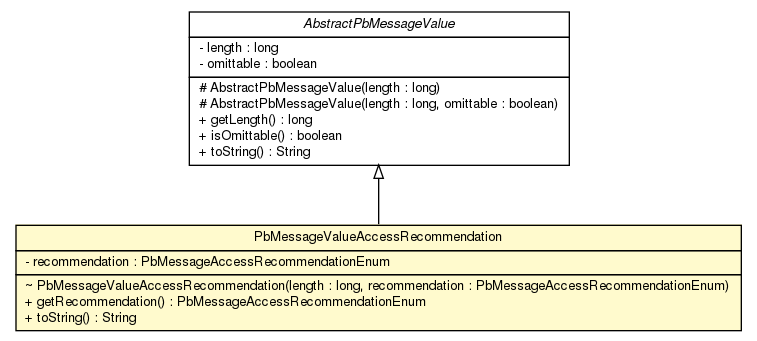 AbstractPbMessageValue
- length : long
- omittable : boolean
# AbstractPbMessageValue(length : long)
# AbstractPbMessageValue(length : long, omittable : boolean)
+ getLength() : long
+ isOmittable() : boolean
+ toString() : String
PbMessageValueAccessRecommendation
- recommendation : PbMessageAccessRecommendationEnum
~ PbMessageValueAccessRecommendation(length : long, recommendation : PbMessageAccessRecommendationEnum)
+ getRecommendation() : PbMessageAccessRecommendationEnum
+ toString() : String